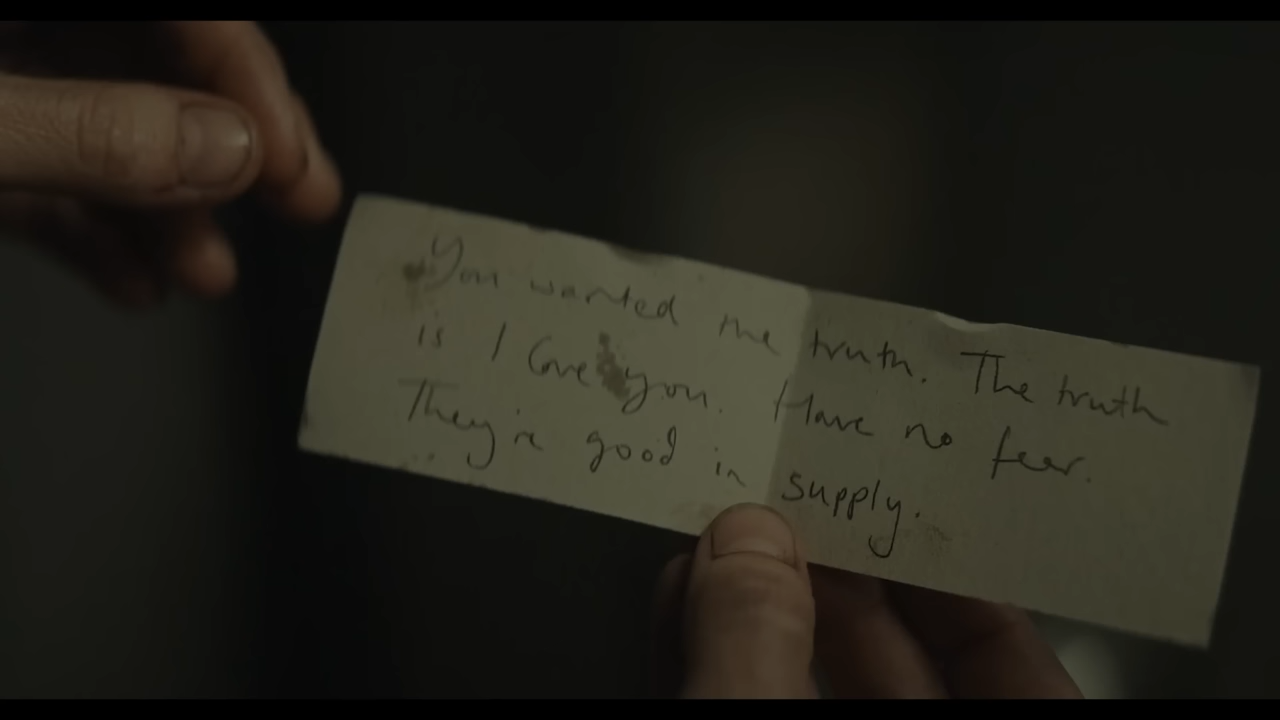 You wanted the truth. The truth
is I love you. Have no fear.
They're good in supply.